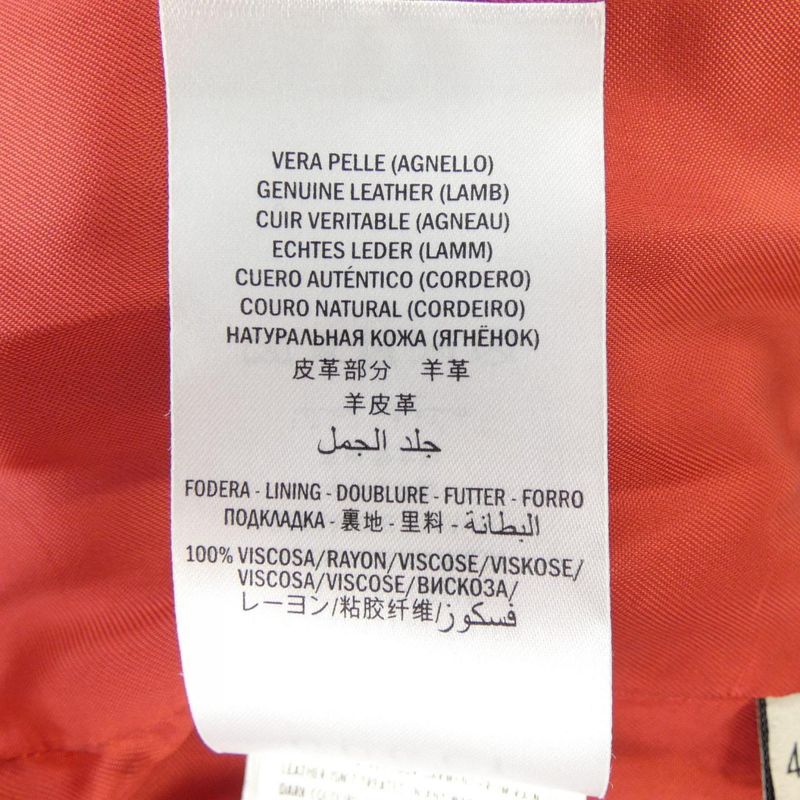 VERA PELLE (AGNELLO)
GENUINE LEATHER (LAMB)
CUIR VERITABLE (AGNEAU)
ECHTES LEDER (LAMM)
CUERO AUTÉNTICO (CORDERO)
COURO NATURAL (CORDEIRO)
НАТУРАЛЬНАЯ КОЖА (ЯГНЁНОК)
皮革部分 羊革
羊皮革
جلد الجمل
FODERA - LINING - DOUBLURE - FUTTER - FORRO
ПОДКЛАДКА - 裏地 - 里料 - البطانة
100% VISCOSA/RAYON/VISCOSE/VISKOSE/
VISCOSA/VISCOSE/ВИСКОЗА/
レーヨン/粘胶纤维/فسكوز
4